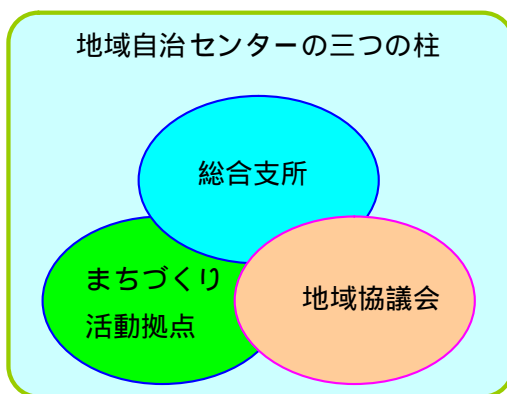 地域自治センターの三つの柱
総合支所
まちづくり
活動拠点
地域協議会